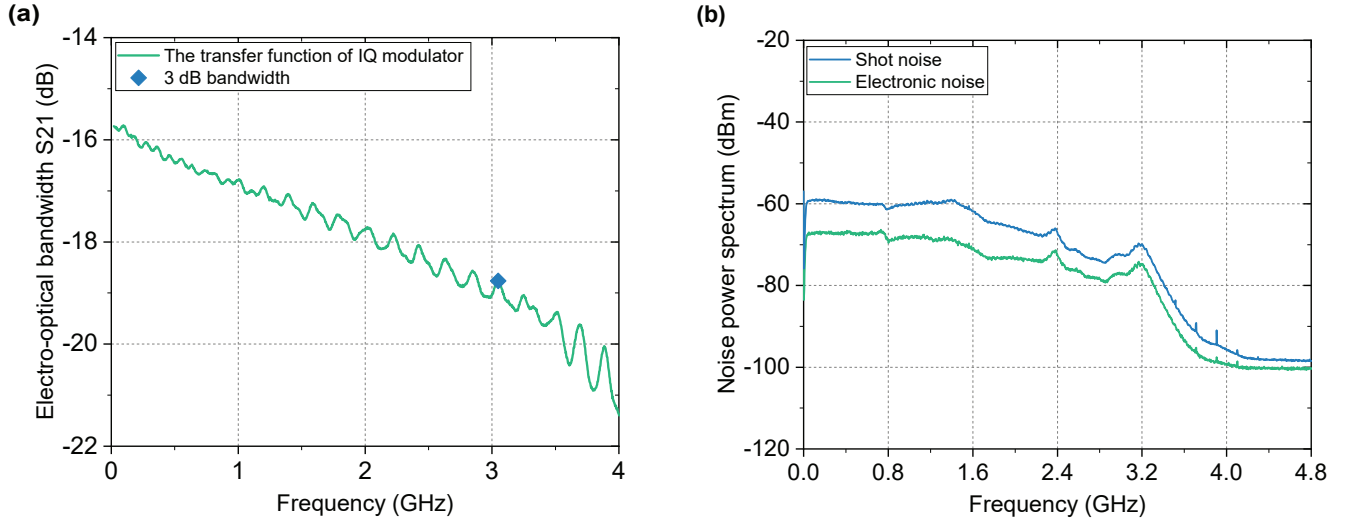 (a)
-14
-16
-18
-20
-22
Electro-optical bandwidth S21 (dB)
The transfer function of IQ modulator
3 dB bandwidth
0 1 2 3 4
Frequency (GHz)
(b)
-20
-40
-60
-80
-100
-120
Noise power spectrum (dBm)
Shot noise
Electronic noise
0.0 0.8 1.6 2.4 3.2 4.0 4.8
Frequency (GHz)